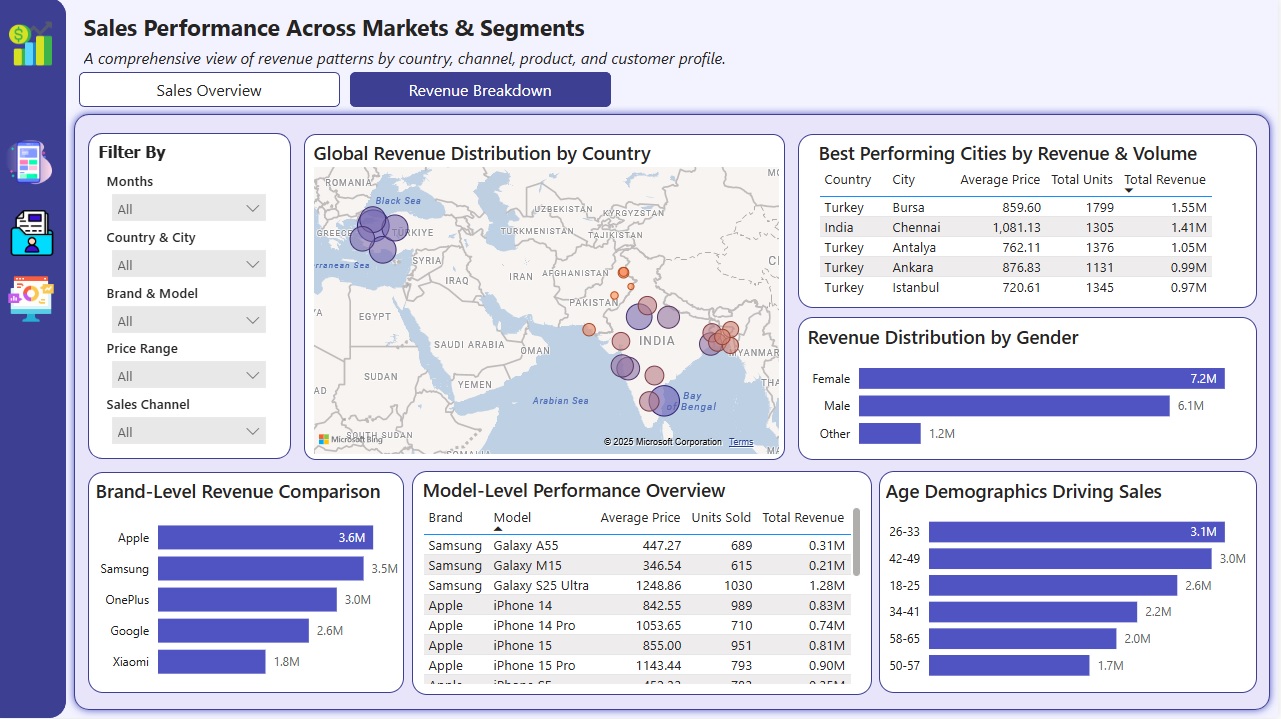 Sales Performance Across Markets & Segments
A comprehensive view of revenue patterns by country, channel, product, and customer profile.
Sales Overview
Revenue Breakdown
Filter By
Months
All
Country & City
All
Brand & Model
All
Price Range
All
Sales Channel
All
Global Revenue Distribution by Country
ROMANIA
Black Sea
GREECE
TÜRKIYE
UZBEKISTAN
KYRGYZSTAN
TURKMENISTAN
TAJIKISTAN
SYRIA
IRAQ
IRAN
AFGHANISTAN
PAKISTAN
EGYPT
SAUDI ARABIA
OMAN
INDIA
MYANMAR
SUDAN
YEMEN
Arabian Sea
Bay
of Bengal
SOUTH SUDAN
Microsoft Bing
© 2025 Microsoft Corporation Terms
Best Performing Cities by Revenue & Volume
Country City Average Price Total Units Total Revenue
Turkey Bursa 859.60 1799 1.55M
India Chennai 1,081.13 1305 1.41M
Turkey Antalya 762.11 1376 1.05M
Turkey Ankara 876.83 1131 0.99M
Turkey Istanbul 720.61 1345 0.97M
Revenue Distribution by Gender
Female 7.2M
Male 6.1M
Other 1.2M
Brand-Level Revenue Comparison
Apple 3.6M
Samsung 3.5M
OnePlus 3.0M
Google 2.6M
Xiaomi 1.8M
Model-Level Performance Overview
Brand Model Average Price Units Sold Total Revenue
Samsung Galaxy A55 447.27 689 0.31M
Samsung Galaxy M15 346.54 615 0.21M
Samsung Galaxy S25 Ultra 1248.86 1030 1.28M
Apple iPhone 14 842.55 989 0.83M
Apple iPhone 14 Pro 1053.65 710 0.74M
Apple iPhone 15 855.00 951 0.81M
Apple iPhone 15 Pro 1143.44 793 0.90M
Age Demographics Driving Sales
26-33 3.1M
42-49 3.0M
18-25 2.6M
34-41 2.2M
58-65 2.0M
50-57 1.7M